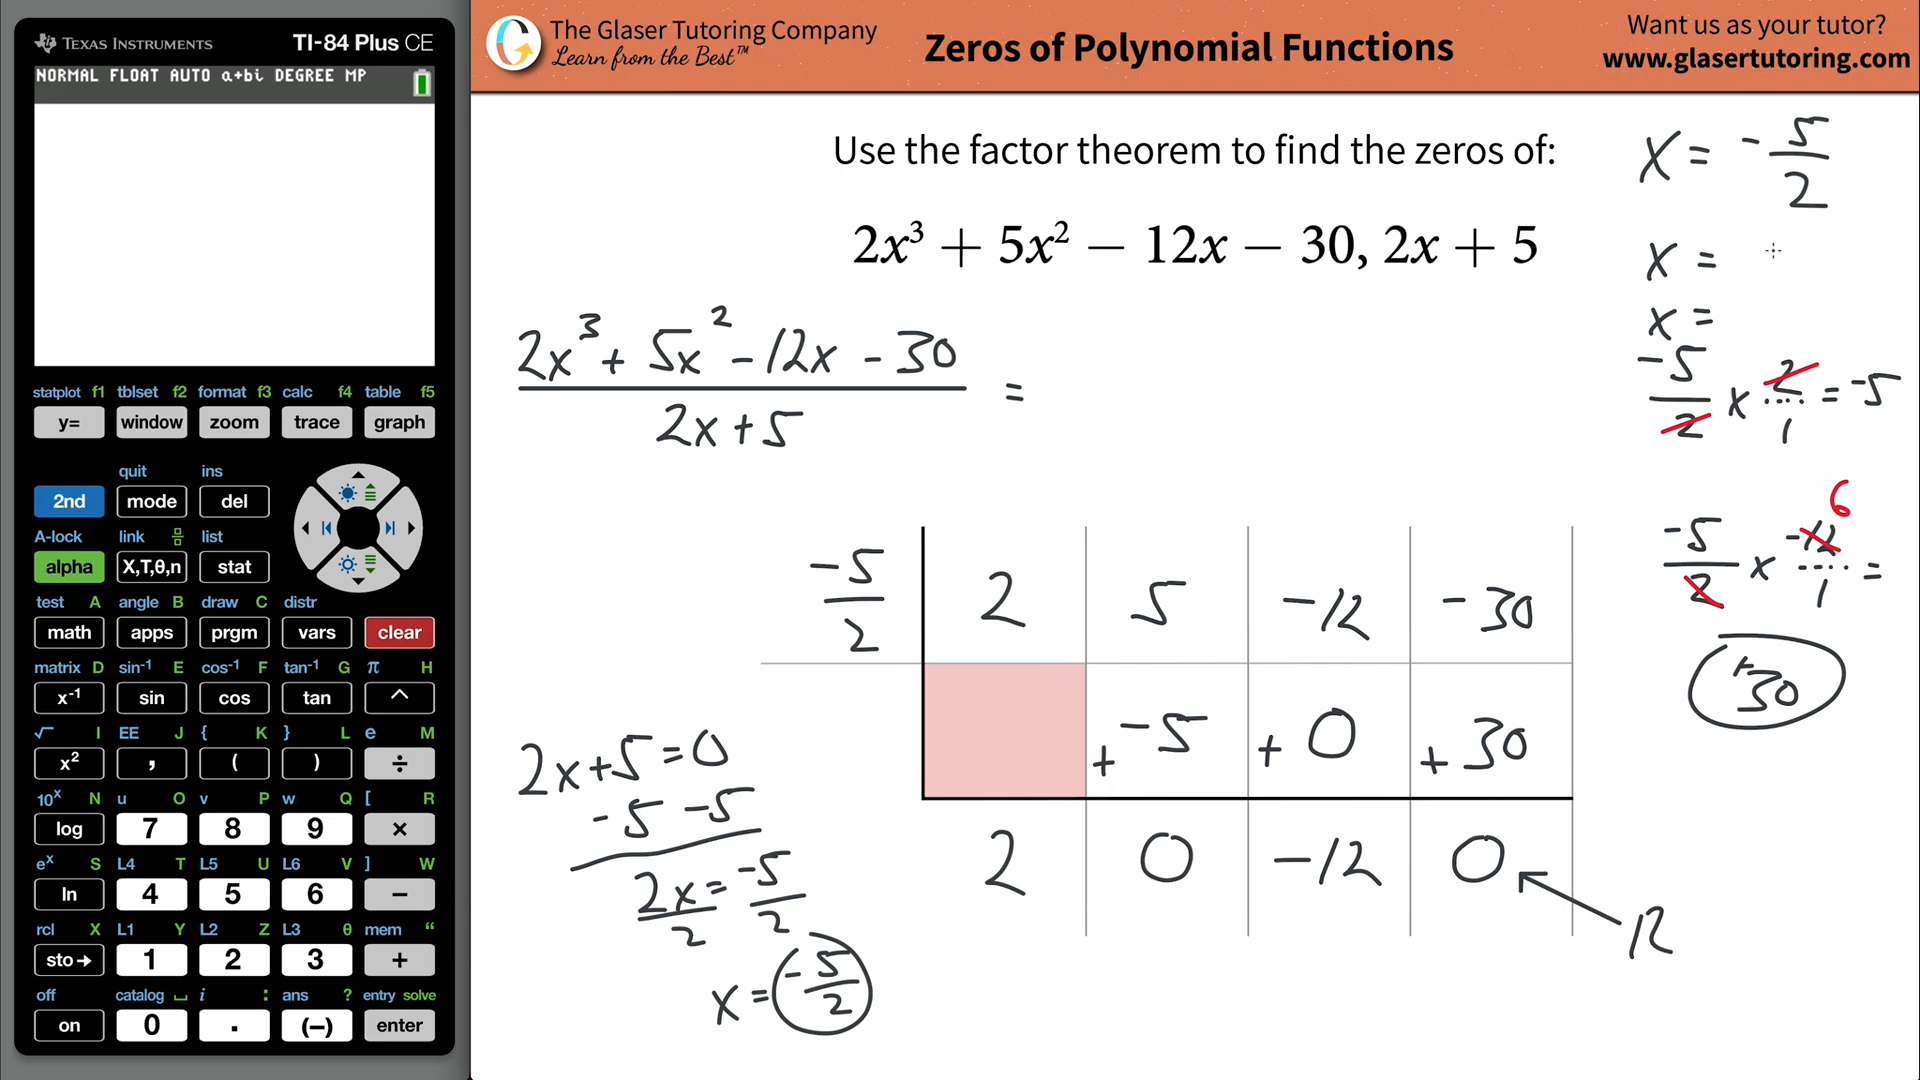 TEXAS INSTRUMENTS TI-84 Plus CE
NORMAL FLOAT AUTO a+bi DEGREE MP
statplot f1 tblset f2 format f3 calc f4 table f5
y= window zoom trace graph
quit ins
2nd mode del
A-lock link list
alpha X,T,θ,n stat
test A angle B draw C distr
math apps prgm vars clear
matrix D sin⁻¹ E cos⁻¹ F tan⁻¹ G π H
x⁻¹ sin cos tan ^
√ I EE J { K } L e M
x² , ( ) ÷
10ˣ N u O v P w Q [ R
log 7 8 9 ×
eˣ S L4 T L5 U L6 V ] W
ln 4 5 6 −
rcl X L1 Y L2 Z L3 θ mem “
sto→ 1 2 3 +
off catalog ⎵ i : ans ? entry solve
on 0 . (−) enter
The Glaser Tutoring Company
Learn from the Best™
Zeros of Polynomial Functions
Want us as your tutor?
www.glasertutoring.com
Use the factor theorem to find the zeros of:
2x³ + 5x² − 12x − 30, 2x + 5
2x³ + 5x² - 12x - 30
=
2x + 5
-5/2 2 5 -12 -30
+ -5 + 0 + 30
2 0 -12 0
R
2x+5=0
-5 -5
2x = -5
2 2
x = -5/2
x = -5/2
x =
x =
-5/2 x 2/1 = -5
6
-5/2 x -12/1 =
+30